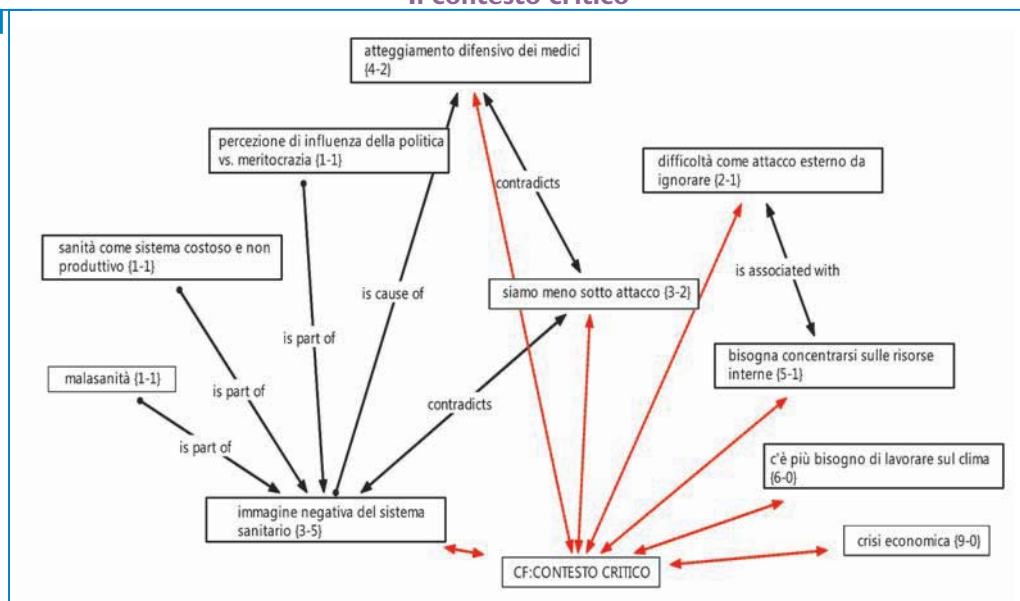 Il contesto critico
atteggiamento difensivo dei medici
{4-2}
percezione di influenza della politica
vs. meritocrazia {1-1}
difficoltà come attacco esterno da
ignorare {2-1}
contradicts
sanità come sistema costoso e non
produttivo {1-1}
is cause of
siamo meno sotto attacco {3-2}
is associated with
is part of
bisogna concentrarsi sulle risorse
interne {5-1}
malasanità {1-1}
is part of
contradicts
is part of
c'è più bisogno di lavorare sul clima
{6-0}
immagine negativa del sistema
sanitario {3-5}
crisi economica {9-0}
CF:CONTESTO CRITICO